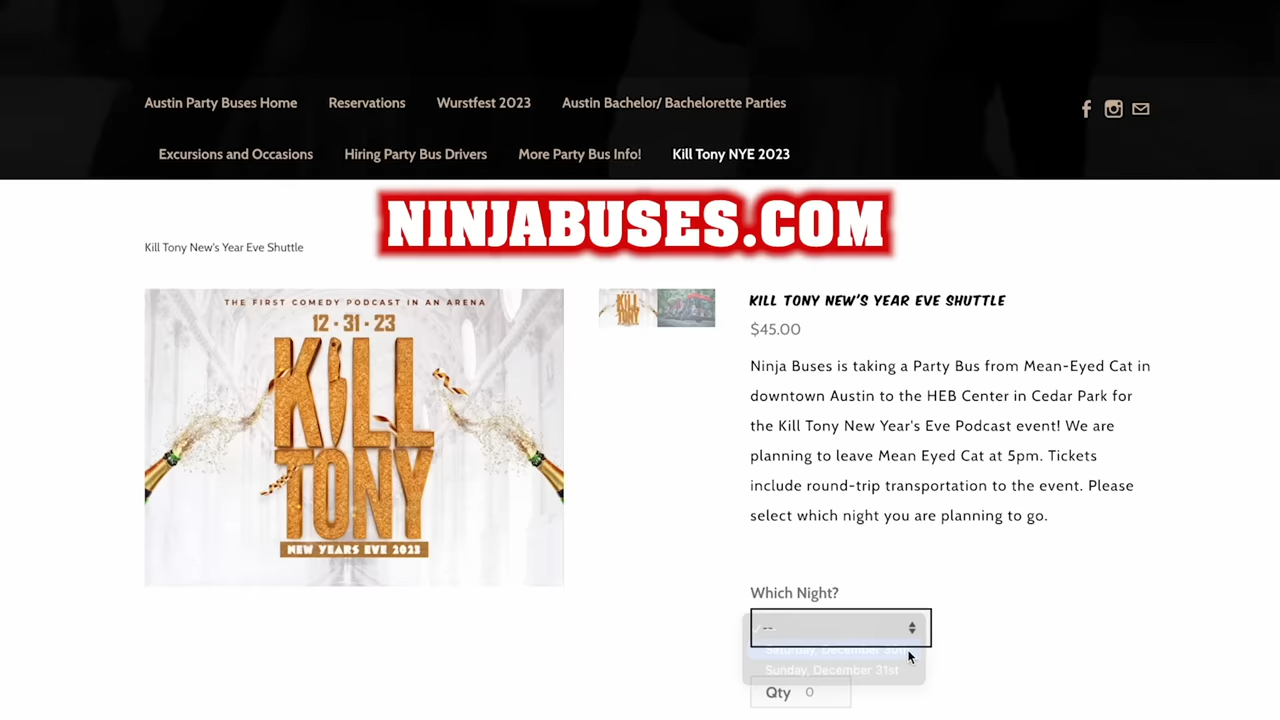 Austin Party Buses Home Reservations Wurstfest 2023 Austin Bachelor/ Bachelorette Parties
Excursions and Occasions Hiring Party Bus Drivers More Party Bus Info! Kill Tony NYE 2023
NINJABUSES.COM
Kill Tony New's Year Eve Shuttle
THE FIRST COMEDY PODCAST IN AN ARENA
12·31·23
KILL
TONY
NEW YEARS EVE 2023
KILL
TONY
KILL TONY NEW'S YEAR EVE SHUTTLE
$45.00
Ninja Buses is taking a Party Bus from Mean-Eyed Cat in
downtown Austin to the HEB Center in Cedar Park for
the Kill Tony New Year's Eve Podcast event! We are
planning to leave Mean Eyed Cat at 5pm. Tickets
include round-trip transportation to the event. Please
select which night you are planning to go.
Which Night?
--
Saturday, December 30th
Sunday, December 31st
Qty 0